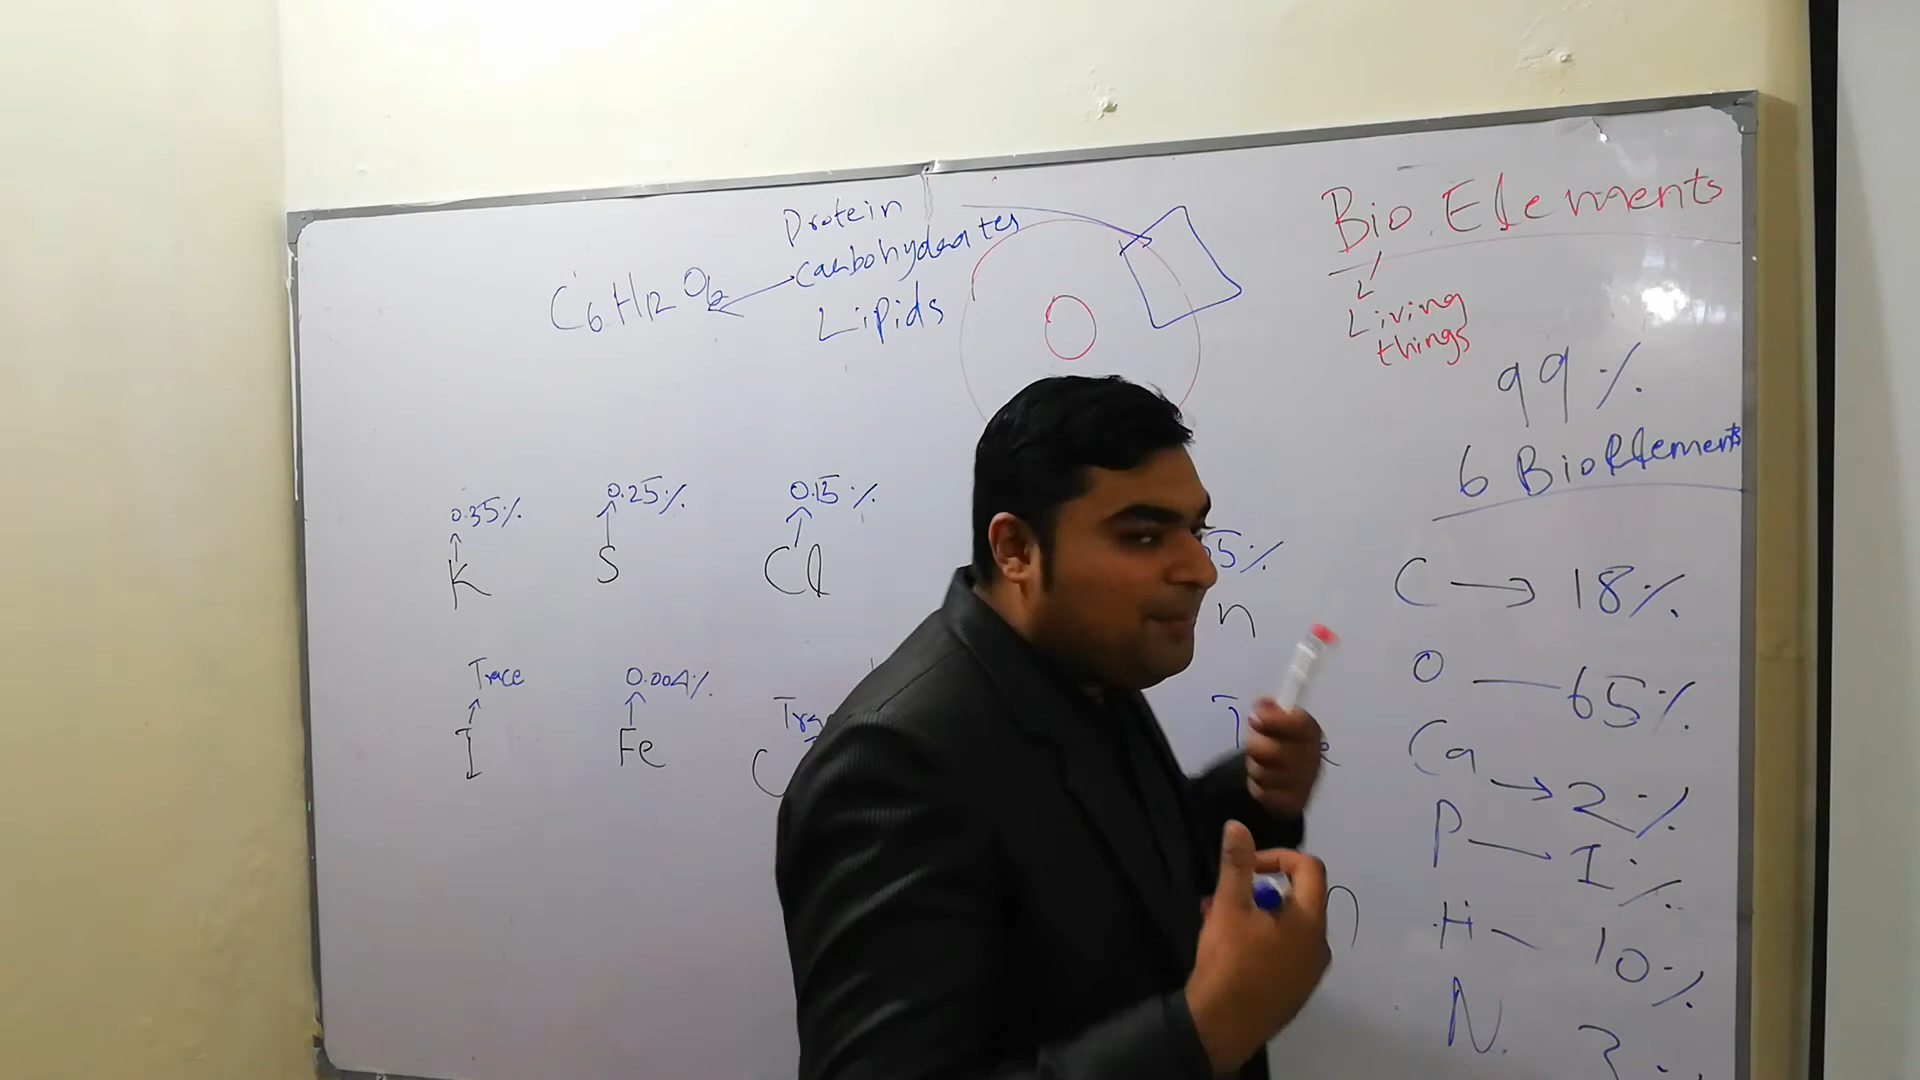 Bio Elements
Living
things
Protein
carbohydrates
Lipids
C6H12O6
99%
6 BioElements
0.35% 0.25% 0.15%
K S Cl
C → 18%
O — 65%
Ca → 2%
P → 1%
H — 10%
N
Trace 0.004%
I Fe